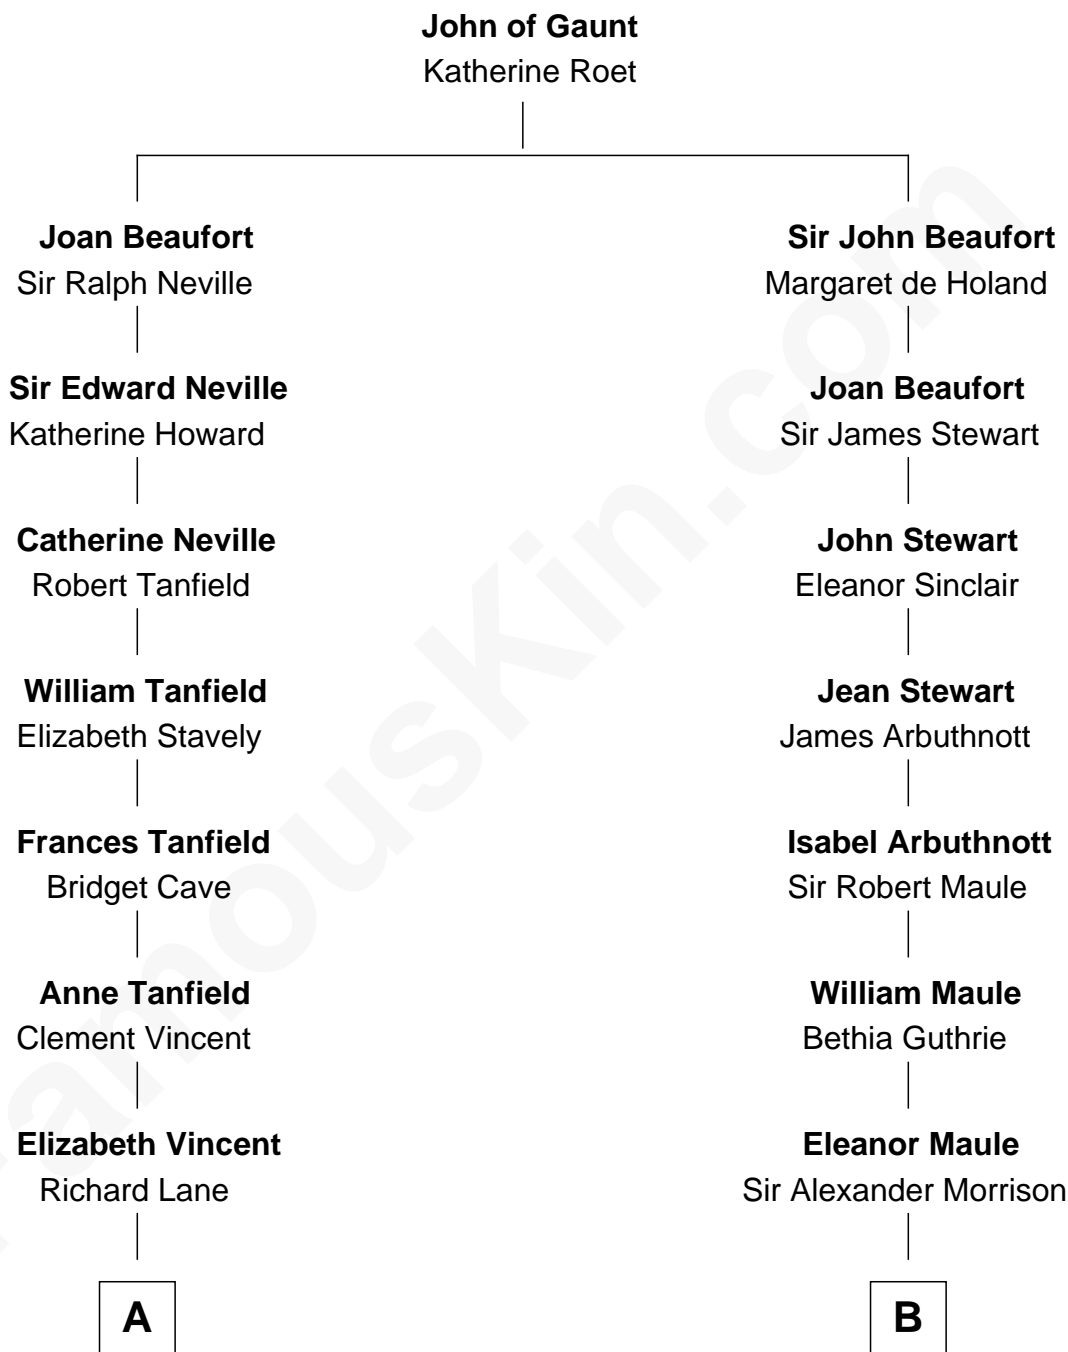 John of Gaunt
Katherine Roet
Joan Beaufort
Sir Ralph Neville
Sir Edward Neville
Katherine Howard
Catherine Neville
Robert Tanfield
William Tanfield
Elizabeth Stavely
Frances Tanfield
Bridget Cave
Anne Tanfield
Clement Vincent
Elizabeth Vincent
Richard Lane
A
Sir John Beaufort
Margaret de Holand
Joan Beaufort
Sir James Stewart
John Stewart
Eleanor Sinclair
Jean Stewart
James Arbuthnott
Isabel Arbuthnott
Sir Robert Maule
William Maule
Bethia Guthrie
Eleanor Maule
Sir Alexander Morrison
B
FamousKin.com